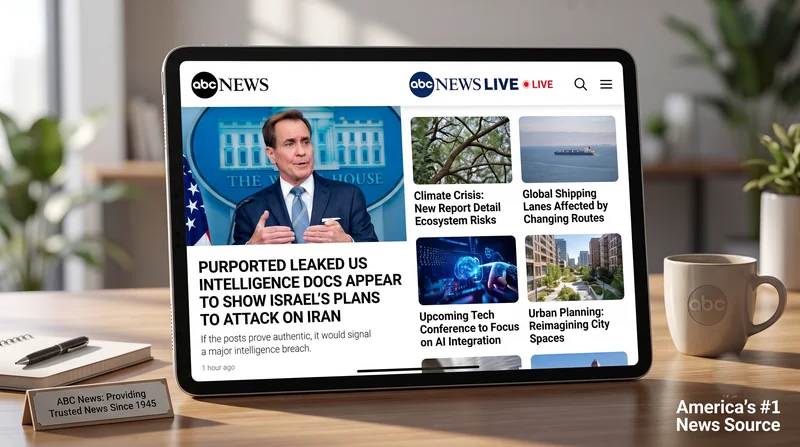 abc NEWS
abc NEWS LIVE LIVE
THE W HOUSE
PURPORTED LEAKED US
INTELLIGENCE DOCS APPEAR
TO SHOW ISRAEL'S PLANS
TO ATTACK ON IRAN
If the posts prove authentic, it would signal
a major intelligence breach.
1 hour ago
Climate Crisis:
New Report Detail
Ecosystem Risks
Global Shipping
Lanes Affected by
Changing Routes
Upcoming Tech
Conference to Focus
on AI Integration
Urban Planning:
Reimagining City
Spaces
abc
ABC News: Providing
Trusted News Since 1945
America's #1
News Source